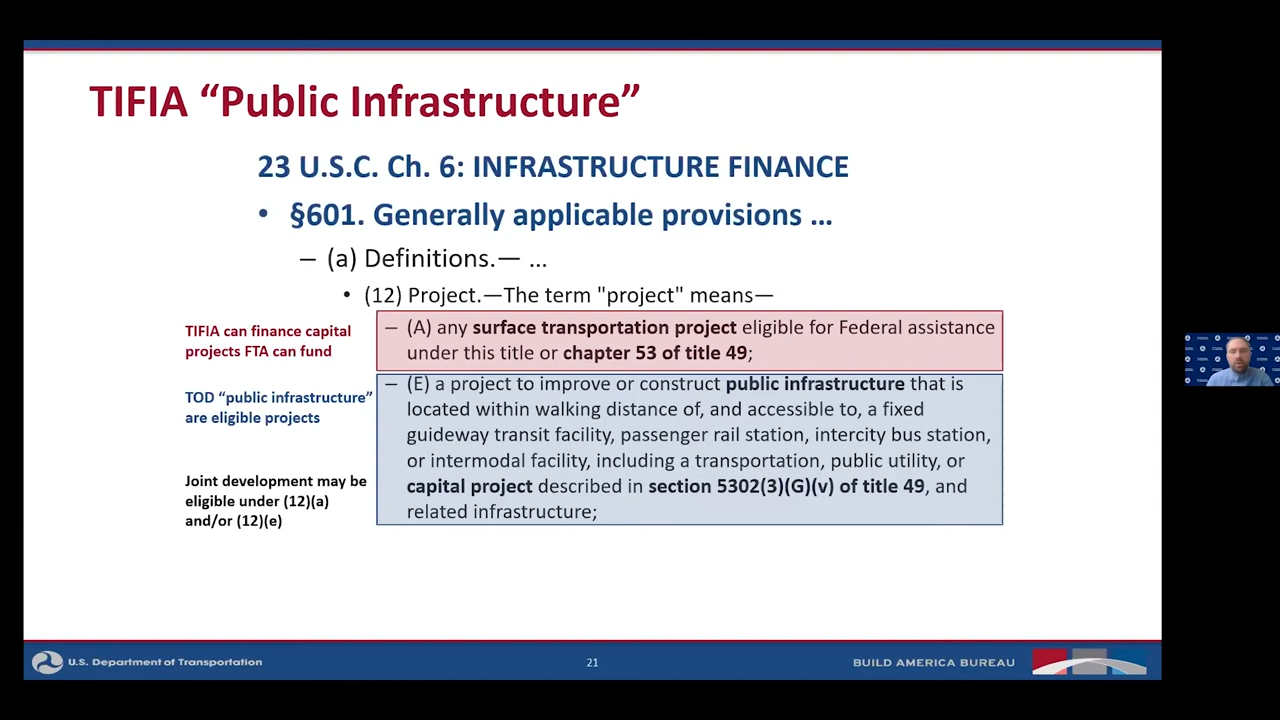 TIFIA “Public Infrastructure”
23 U.S.C. Ch. 6: INFRASTRUCTURE FINANCE
• §601. Generally applicable provisions …
– (a) Definitions.— …
• (12) Project.—The term "project" means—
TIFIA can finance capital
projects FTA can fund
– (A) any surface transportation project eligible for Federal assistance
under this title or chapter 53 of title 49;
TOD “public infrastructure”
are eligible projects
– (E) a project to improve or construct public infrastructure that is
located within walking distance of, and accessible to, a fixed
guideway transit facility, passenger rail station, intercity bus station,
or intermodal facility, including a transportation, public utility, or
capital project described in section 5302(3)(G)(v) of title 49, and
related infrastructure;
Joint development may be
eligible under (12)(a)
and/or (12)(e)
U.S. Department of Transportation
21
BUILD AMERICA BUREAU